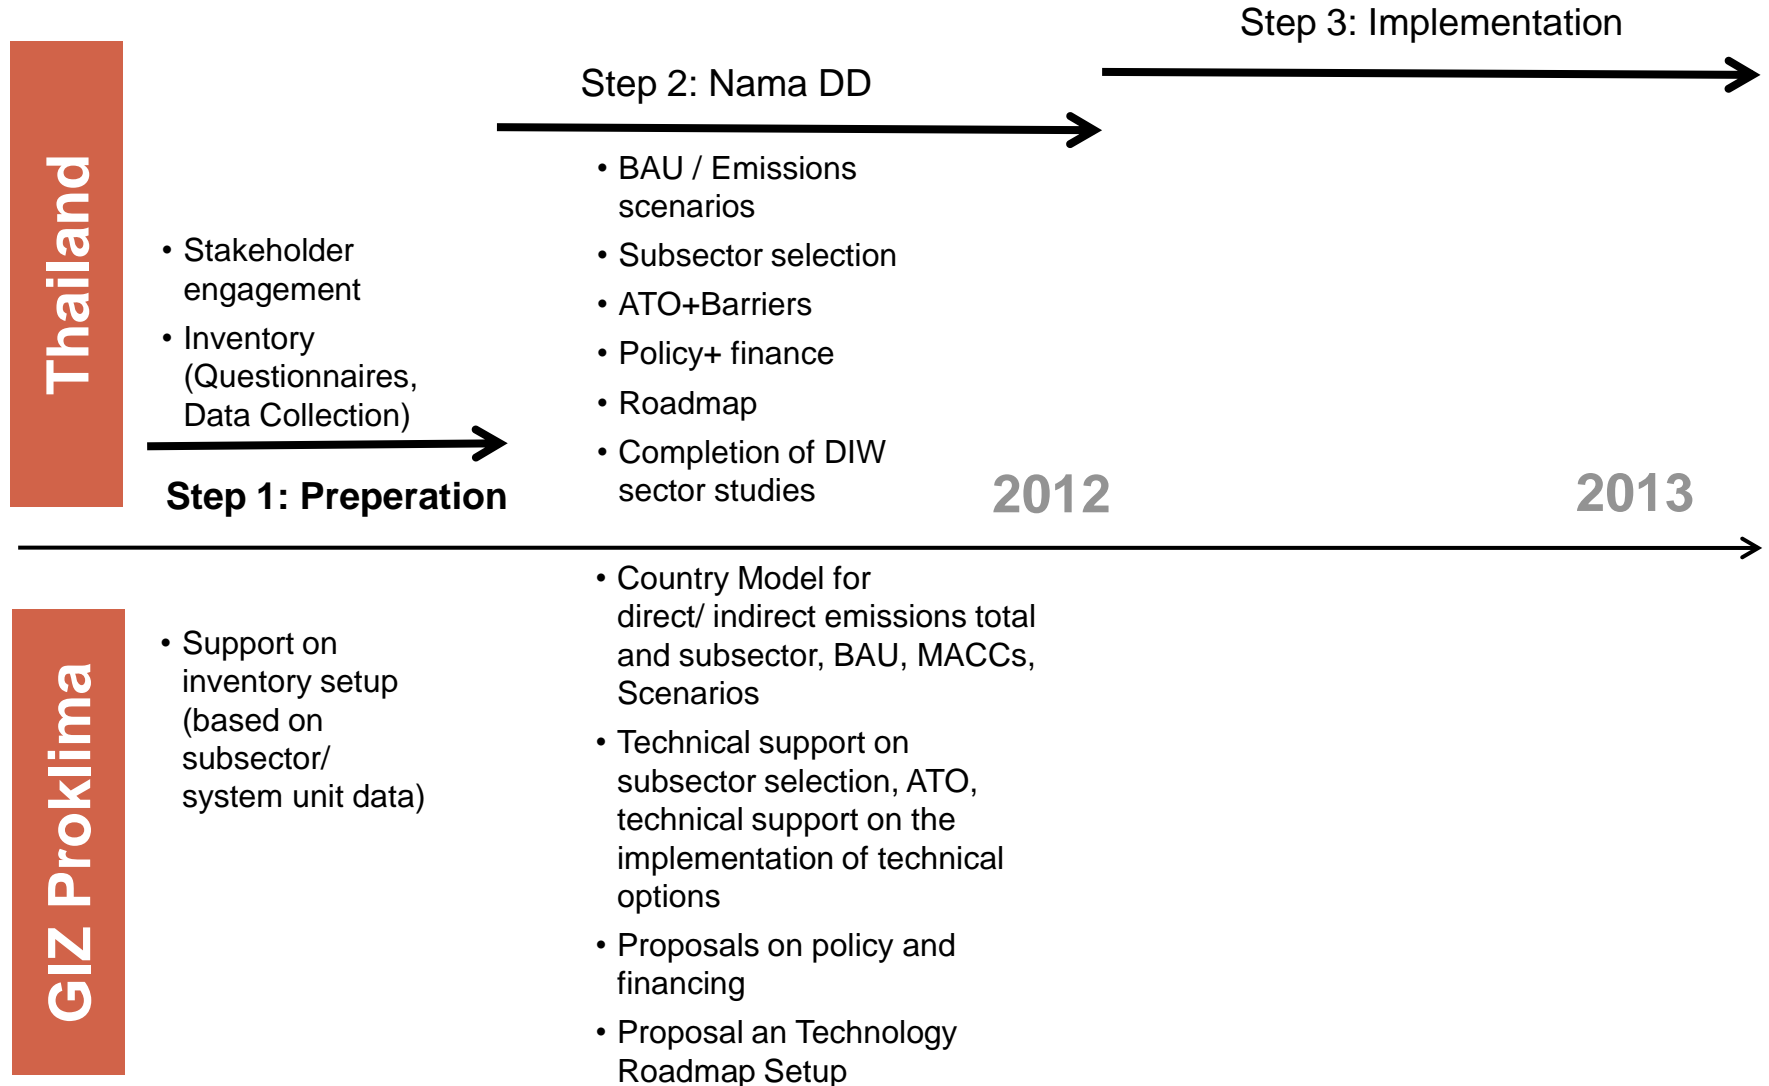 Step 3: Implementation
Step 2: Nama DD
Thailand
• Stakeholder
engagement
• Inventory
(Questionnaires,
Data Collection)
Step 1: Preperation
• BAU / Emissions
scenarios
• Subsector selection
• ATO+Barriers
• Policy+ finance
• Roadmap
• Completion of DIW
sector studies
2012
2013
GIZ Proklima
• Support on
inventory setup
(based on
subsector/
system unit data)
• Country Model for
direct/ indirect emissions total
and subsector, BAU, MACCs,
Scenarios
• Technical support on
subsector selection, ATO,
technical support on the
implementation of technical
options
• Proposals on policy and
financing
• Proposal an Technology
Roadmap Setup